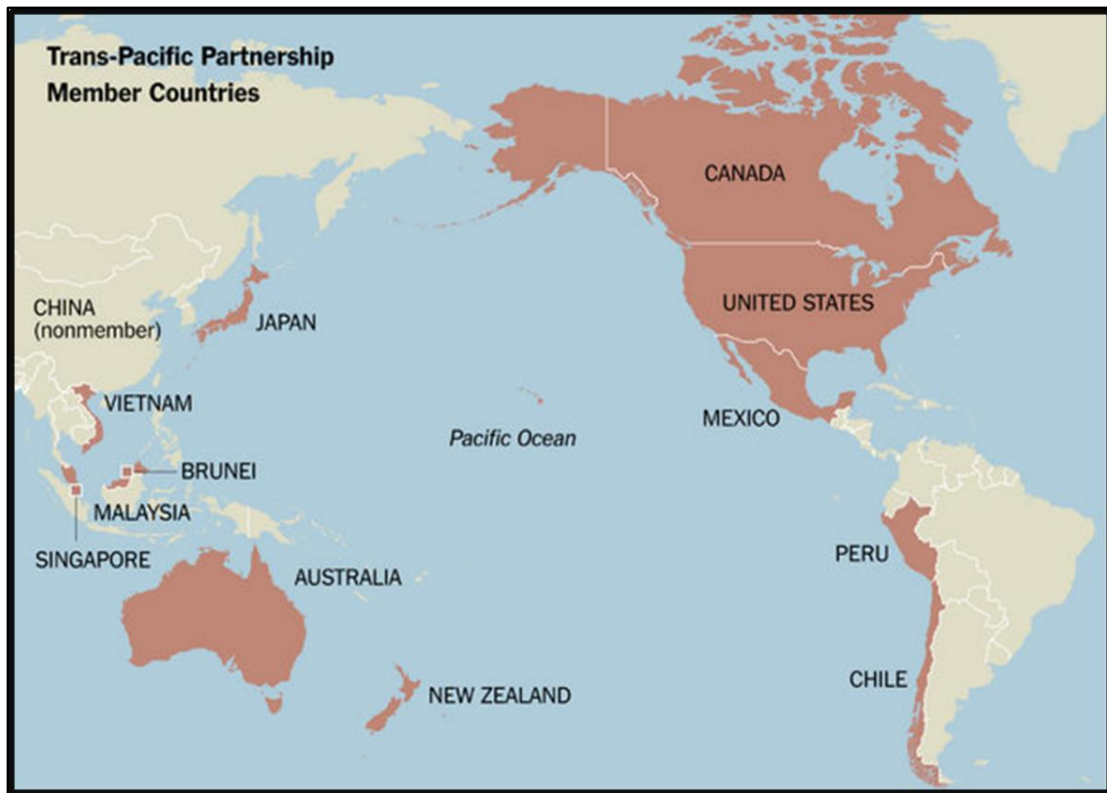 Trans-Pacific Partnership
Member Countries
CANADA
UNITED STATES
CHINA
(nonmember)
JAPAN
VIETNAM
MEXICO
Pacific Ocean
BRUNEI
MALAYSIA
SINGAPORE
PERU
AUSTRALIA
CHILE
NEW ZEALAND